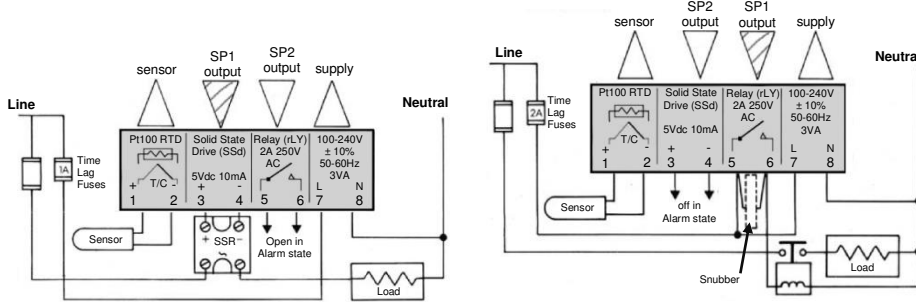 sensor
SP1
output
SP2
output
supply
Line
Neutral
Pt100 RTD
T/C
+ -
1 2
Solid State
Drive (SSd)
5Vdc 10mA
+ -
3 4
Relay (rLY)
2A 250V
AC
5 6
100-240V
± 10%
50-60Hz
3VA
L N
7 8
1A
Time
Lag
Fuses
Sensor
+ SSR -
~
Open in
Alarm state
Load
sensor
SP2
output
SP1
output
supply
Line
Neutra
Pt100 RTD
T/C
+ -
1 2
Solid State
Drive (SSd)
5Vdc 10mA
+ -
3 4
Relay (rLY)
2A 250V
AC
5 6
100-240V
± 10%
50-60Hz
3VA
L N
7 8
2A
Time
Lag
Fuses
Sensor
off in
Alarm state
Snubber
Load